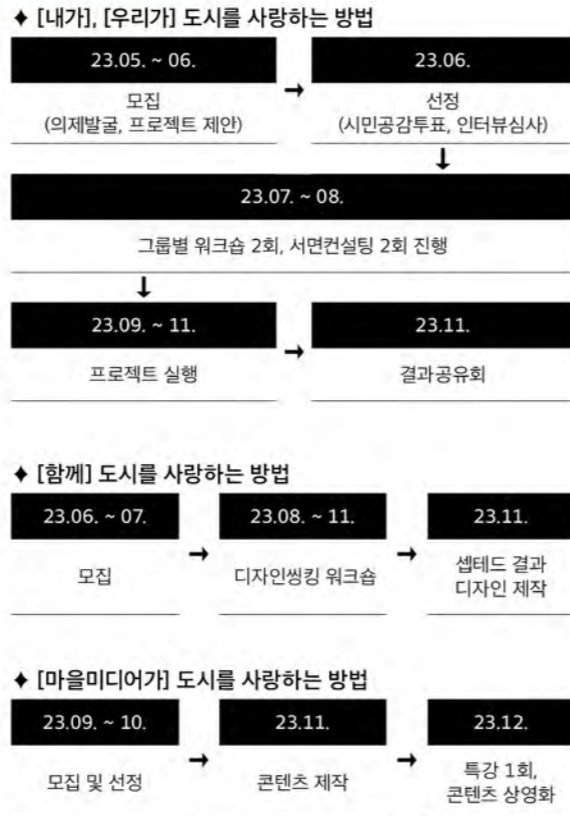 ♦ [내가], [우리가] 도시를 사랑하는 방법
23.05. ~ 06.
23.06.
모집
(의제발굴, 프로젝트 제안)
→
선정
(시민공감투표, 인터뷰심사)
↓
23.07. ~ 08.
그룹별 워크숍 2회, 서면컨설팅 2회 진행
↓
23.09. ~ 11.
23.11.
프로젝트 실행
→
결과공유회
♦ [함께] 도시를 사랑하는 방법
23.06. ~ 07.
23.08. ~ 11.
23.11.
모집
→
디자인씽킹 워크숍
→
셉테드 결과
디자인 제작
♦ [마을미디어가] 도시를 사랑하는 방법
23.09. ~ 10.
23.11.
23.12.
모집 및 선정
→
콘텐츠 제작
→
특강 1회,
콘텐츠 상영화